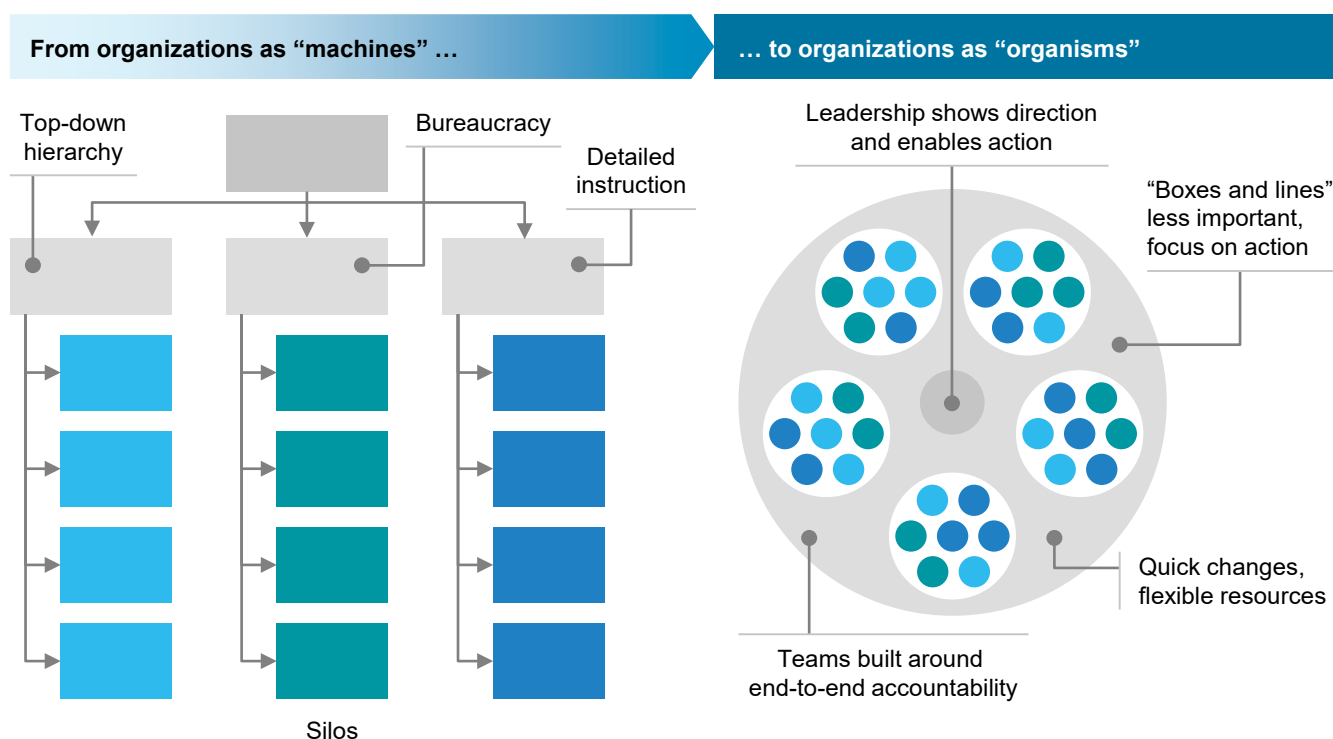 From organizations as “machines” …
… to organizations as “organisms”
Top-down
hierarchy
Bureaucracy
Detailed
instruction
Silos
Leadership shows direction
and enables action
“Boxes and lines”
less important,
focus on action
Quick changes,
flexible resources
Teams built around
end-to-end accountability